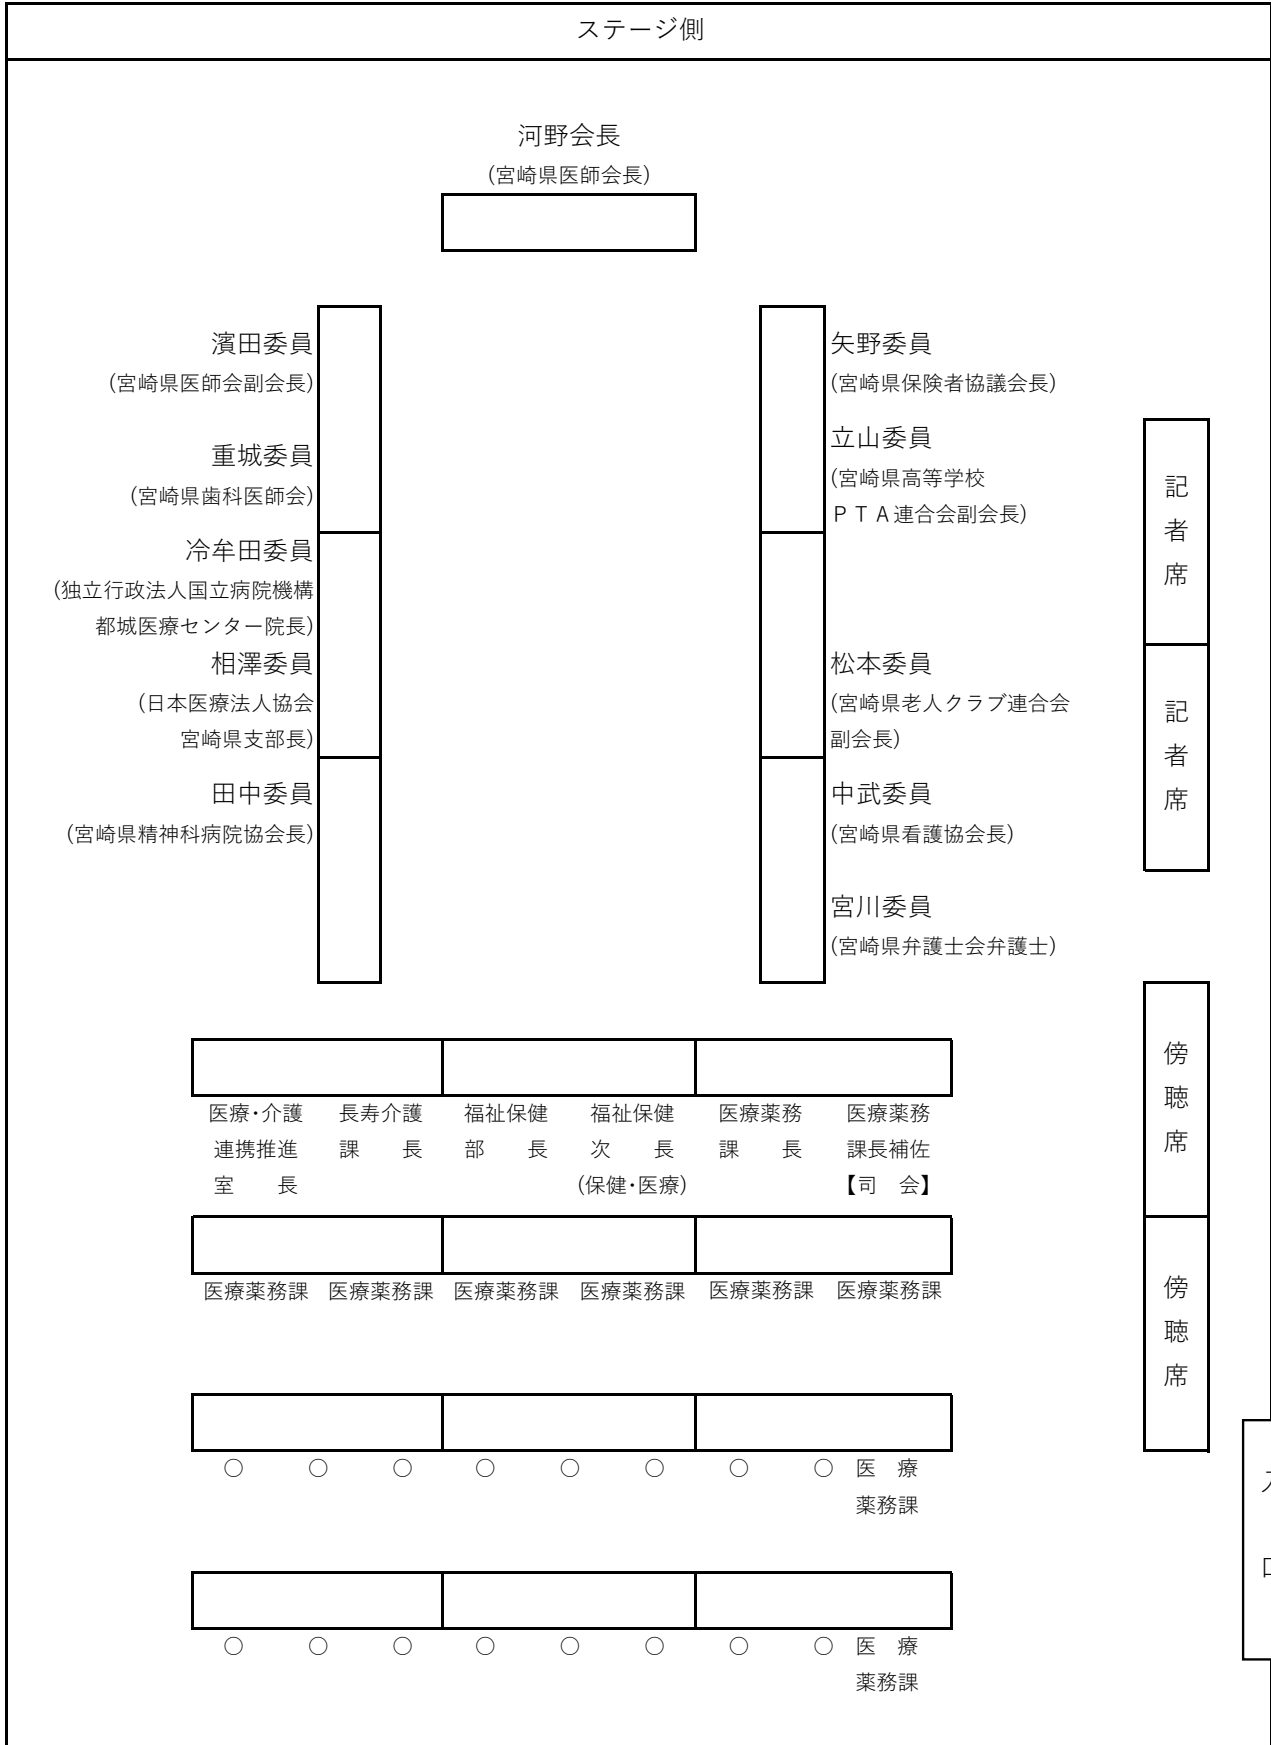 ステージ側
河野会長
(宮崎県医師会長)
濱田委員
(宮崎県医師会副会長)
重城委員
(宮崎県歯科医師会)
冷牟田委員
(独立行政法人国立病院機構
都城医療センター院長)
相澤委員
(日本医療法人協会
宮崎県支部長)
田中委員
(宮崎県精神科病院協会長)
矢野委員
(宮崎県保険者協議会長)
立山委員
(宮崎県高等学校
ＰＴＡ連合会副会長)
松本委員
(宮崎県老人クラブ連合会
副会長)
中武委員
(宮崎県看護協会長)
宮川委員
(宮崎県弁護士会弁護士)
記者席
記者席
傍聴席
傍聴席
医療・介護 長寿介護 福祉保健 福祉保健 医療薬務 医療薬務
連携推進 課　長 部　長 次　長 課　長 課長補佐
室　長 (保健・医療) 【司　会】
医療薬務課 医療薬務課 医療薬務課 医療薬務課 医療薬務課 医療薬務課
○ ○ ○ ○ ○ ○ ○ ○ 医　療
薬務課
○ ○ ○ ○ ○ ○ ○ ○ 医　療
薬務課